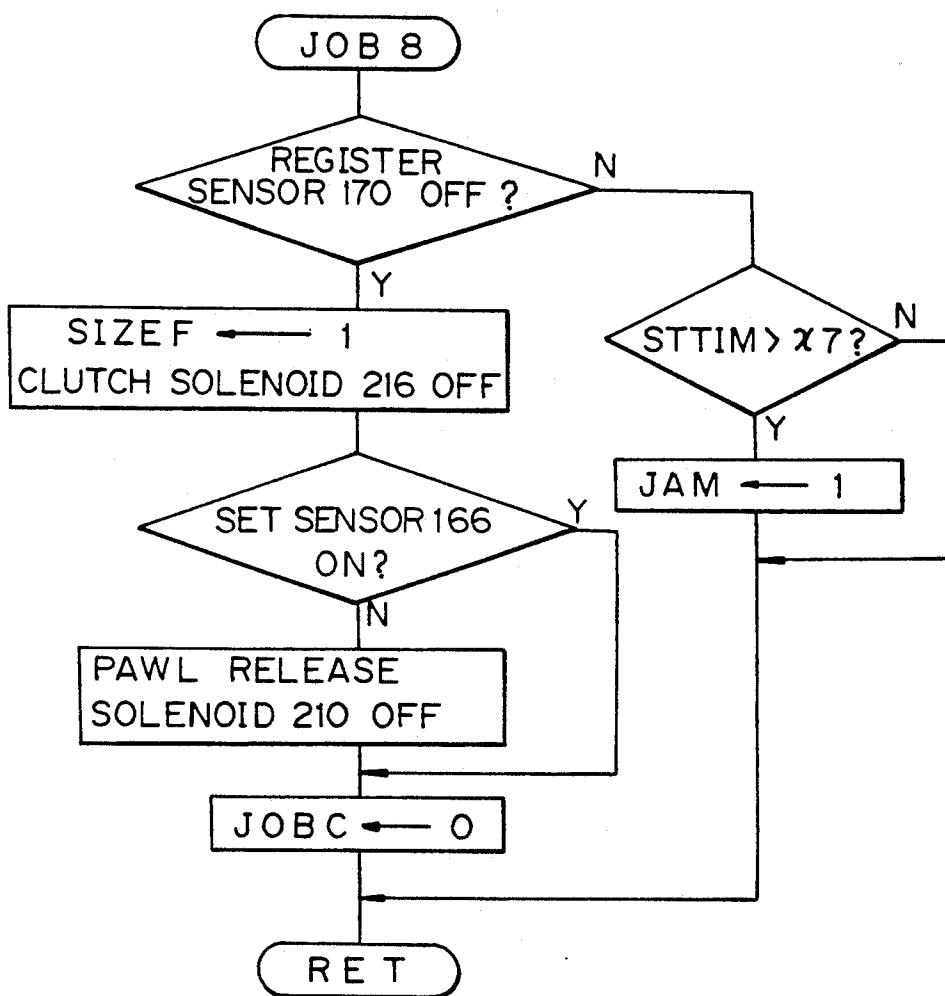 JOB 8
REGISTER
SENSOR 170 OFF ?
N
Y
SIZEF ← 1
CLUTCH SOLENOID 216 OFF
STTIM > x7?
N
Y
JAM ← 1
SET SENSOR 166
ON?
Y
N
PAWL RELEASE
SOLENOID 210 OFF
JOBC ← 0
RET